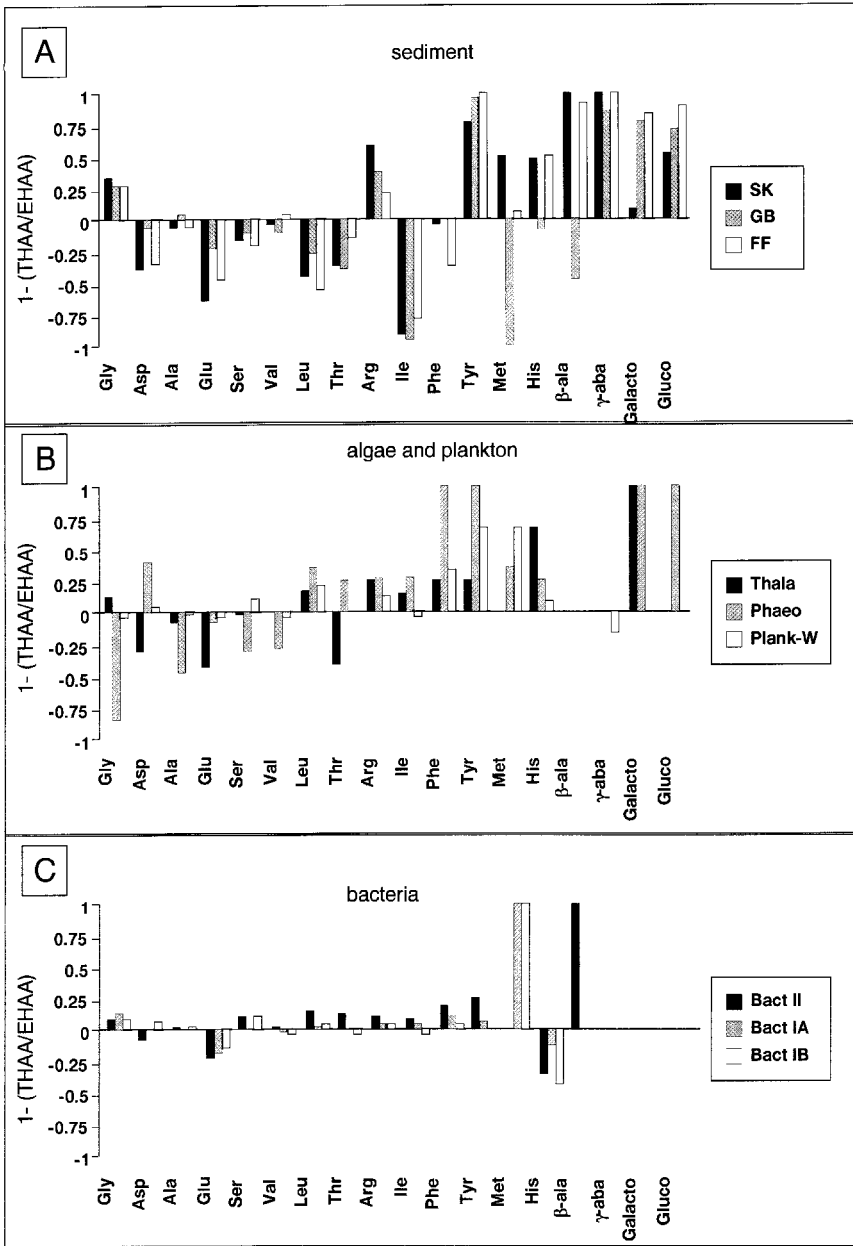 A
sediment
1- (THAA/EHAA)
1
0.75
0.5
0.25
0
-0.25
-0.5
-0.75
-1
Gly
Asp
Ala
Glu
Ser
Val
Leu
Thr
Arg
Ile
Phe
Tyr
Met
His
β-ala
γ-aba
Galacto
Gluco
SK
GB
FF
B
algae and plankton
1- (THAA/EHAA)
1
0.75
0.5
0.25
0
-0.25
-0.5
-0.75
-1
Gly
Asp
Ala
Glu
Ser
Val
Leu
Thr
Arg
Ile
Phe
Tyr
Met
His
β-ala
γ-aba
Galacto
Gluco
Thala
Phaeo
Plank-W
C
bacteria
1- (THAA/EHAA)
1
0.75
0.5
0.25
0
-0.25
-0.5
-0.75
-1
Gly
Asp
Ala
Glu
Ser
Val
Leu
Thr
Arg
Ile
Phe
Tyr
Met
His
β-ala
γ-aba
Galacto
Gluco
Bact II
Bact IA
Bact IB